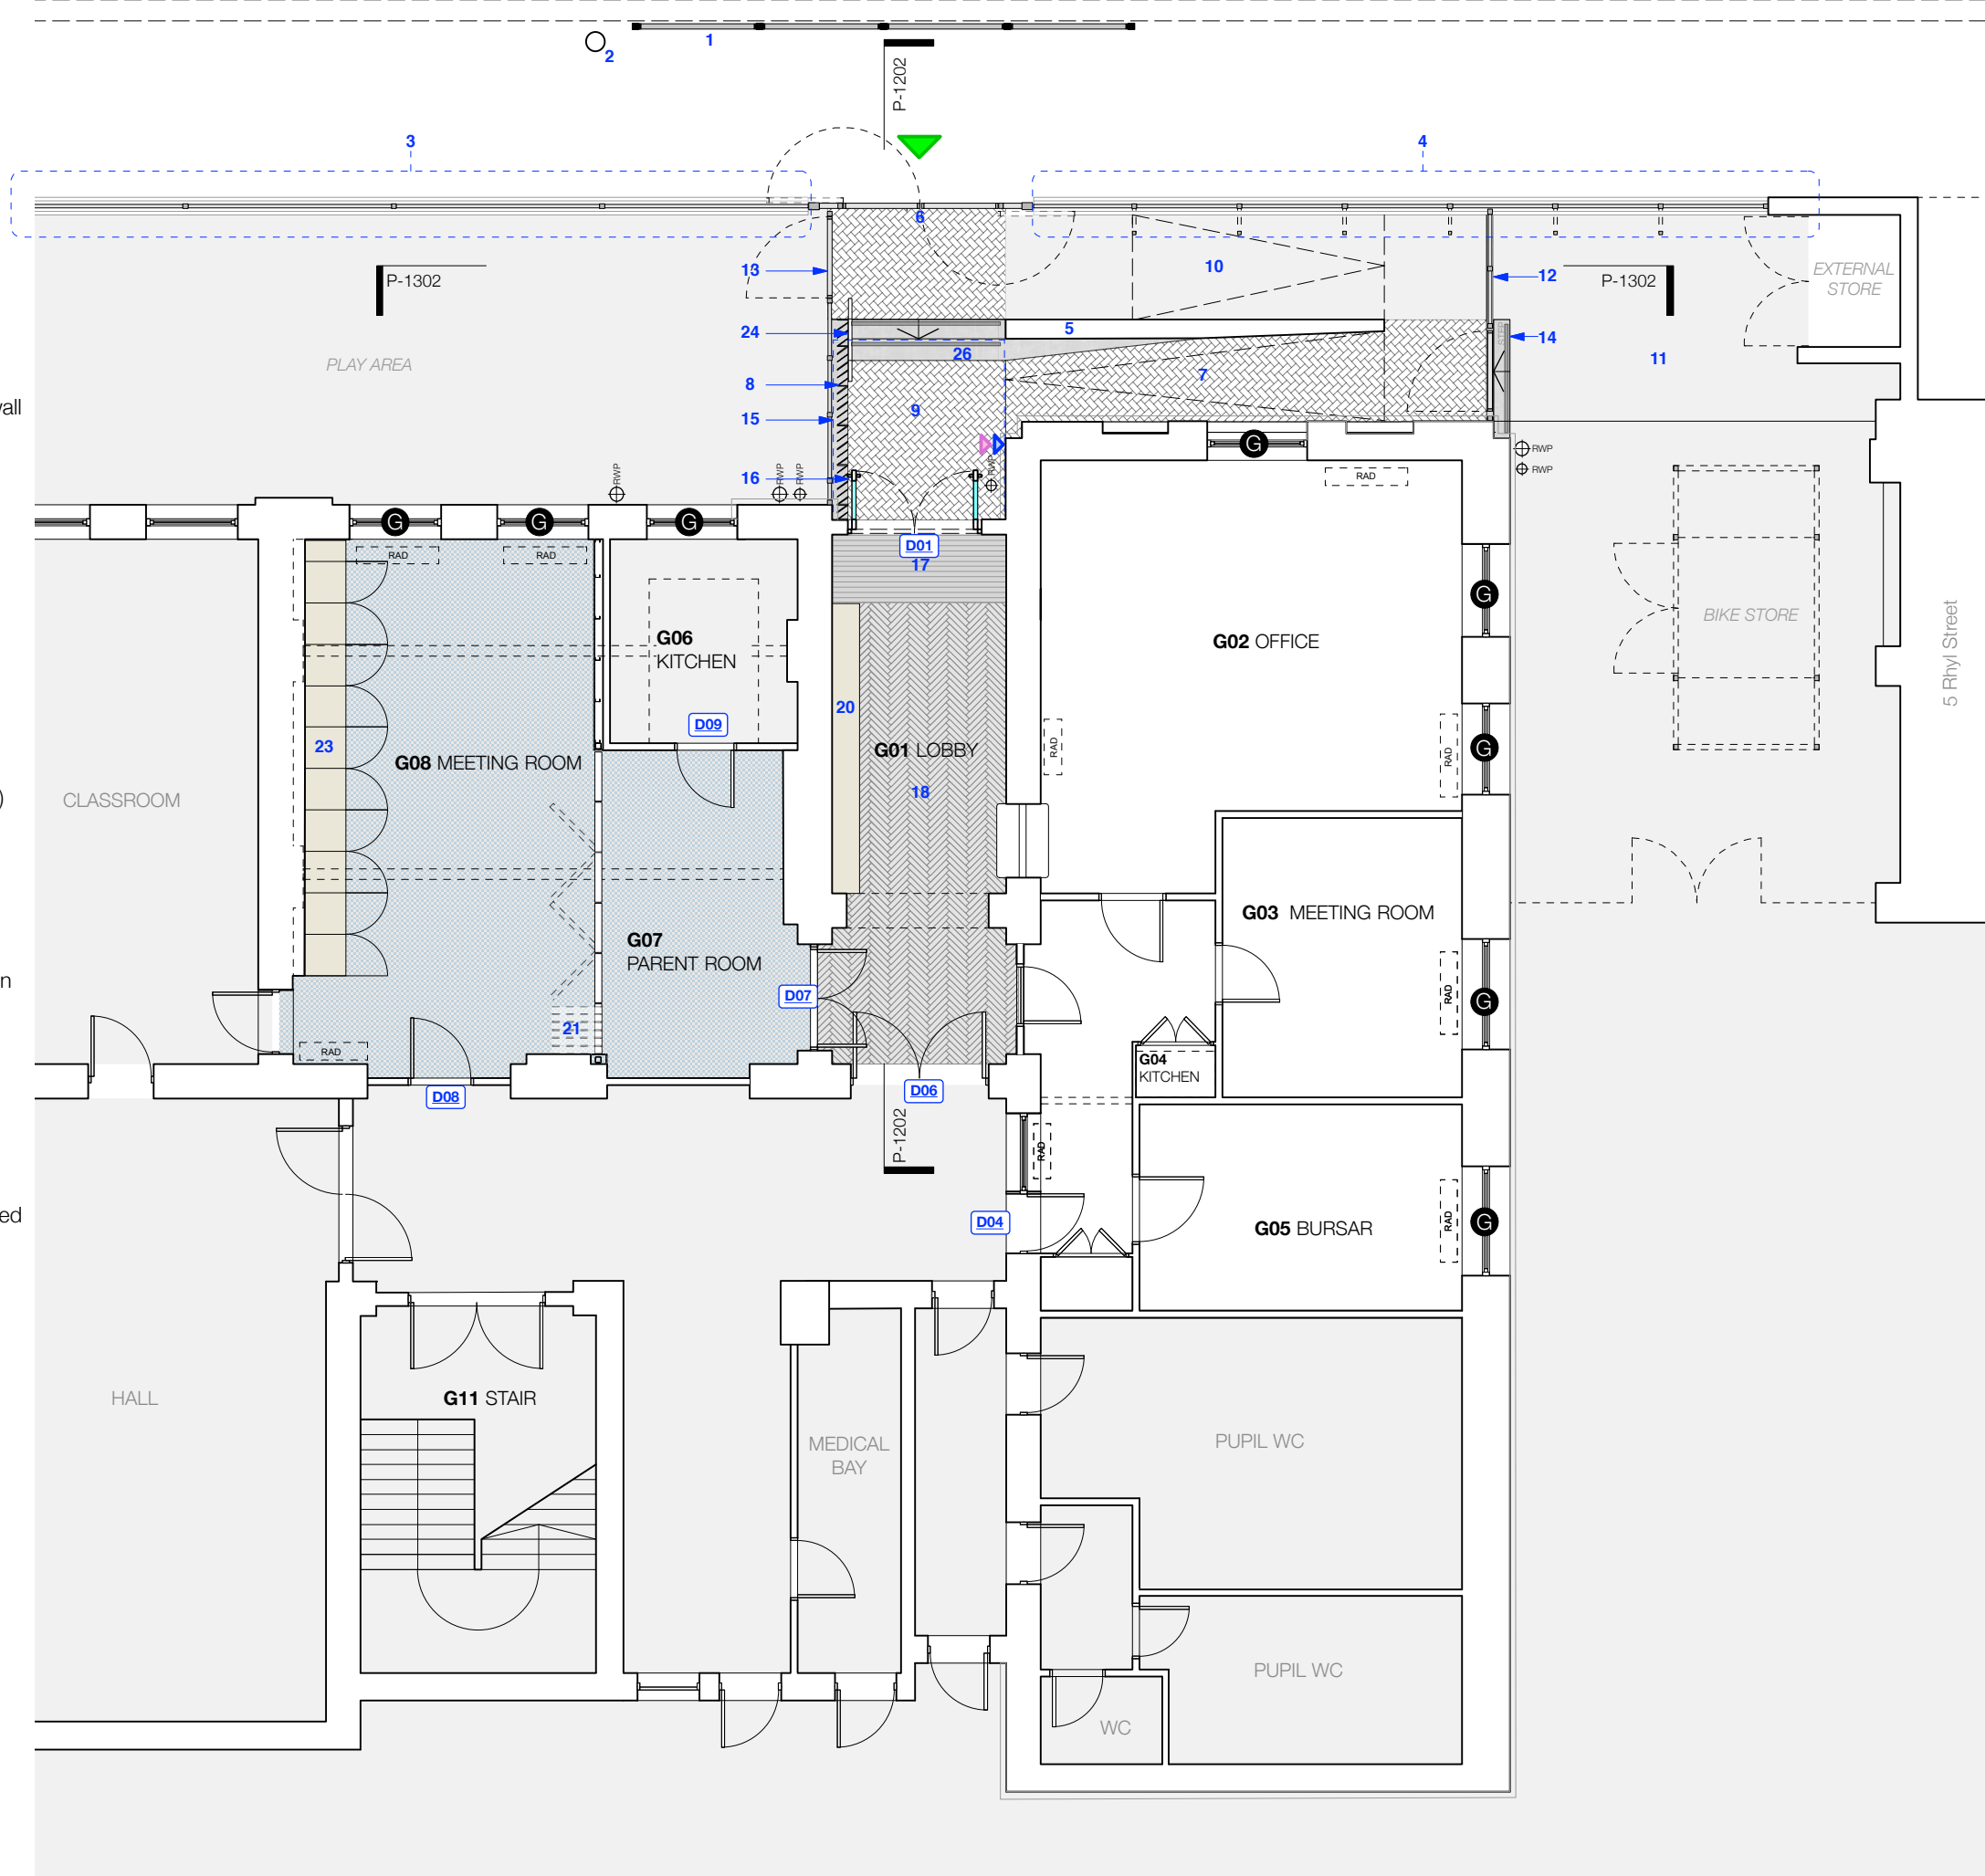 1
2
P-1202
3
4
6
13
10
12
P-1302
P-1302
EXTERNAL
STORE
24
5
STEP
14
26
PLAY AREA
11
7
8
9
vall
15
G
RWP
RWP
RWP
RWP
RWP
RWP
16
RAD
G
G
G
D01
RAD
RAD
17
G
BIKE STORE
5 Rhyl Street
G06
KITCHEN
G02 OFFICE
20
D09
23
G01 LOBBY
RAD
RAD
G
G08 MEETING ROOM
18
CLASSROOM
)
G03 MEETING ROOM
G07
PARENT ROOM
n
D07
RAD
G
21
RAD
G04
KITCHEN
D08
D06
P-1202
RAD
ed
D04
G05 BURSAR
RAD
G
HALL
G11 STAIR
MEDICAL
BAY
PUPIL WC
PUPIL WC
WC